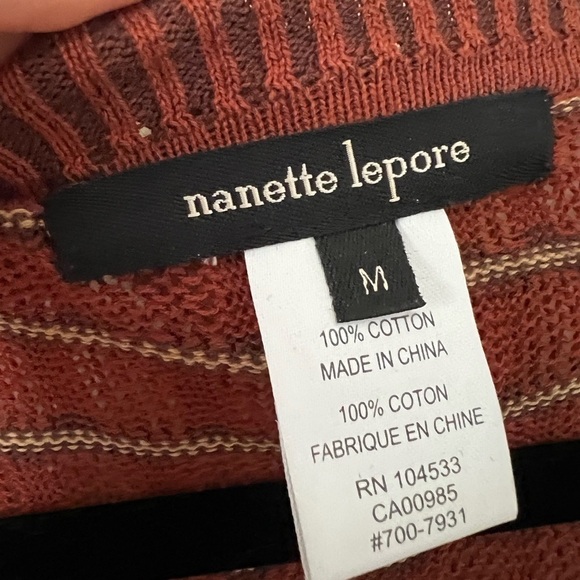 nanette lepore
M
100% COTTON
MADE IN CHINA
100% COTON
FABRIQUE EN CHINE
RN 104533
CA00985
#700-7931